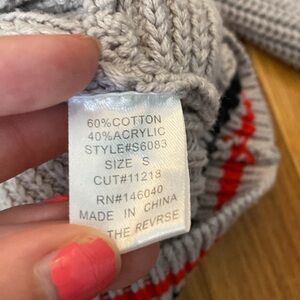 60%COTTON
40%ACRYLIC
STYLE#S6083
SIZE S
CUT#11213
RN#146040
MADE IN CHINA
THE REVRSE